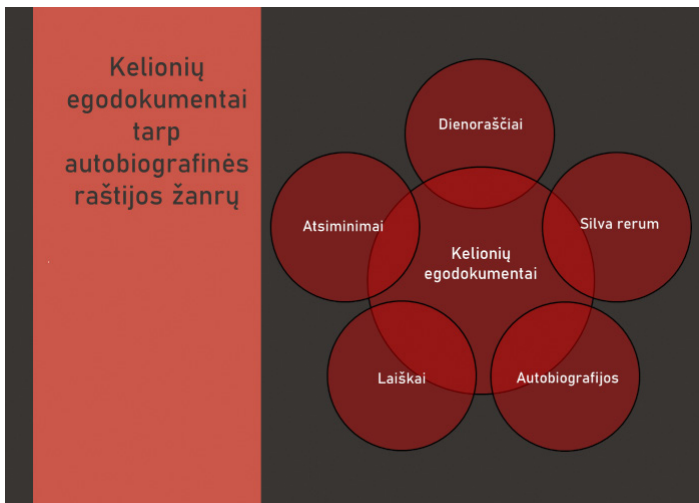 Kelionių
egodokumentai
tarp
autobiografinės
raštijos žanrų
Dienoraščiai
Atsiminimai
Silva rerum
Kelionių
egodokumentai
Laiškai
Autobiografijos